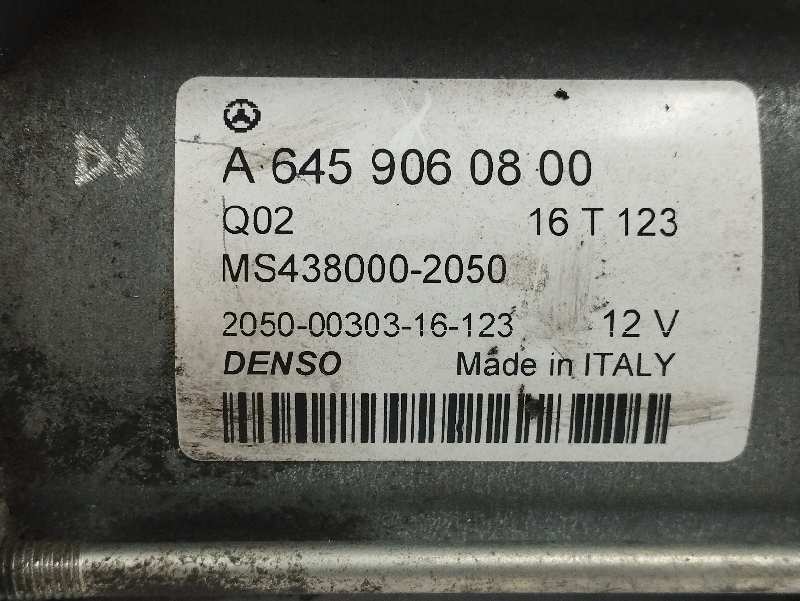 A 645 906 08 00
Q02 16 T 123
MS438000-2050
2050-00303-16-123 12 V
DENSO Made in ITALY